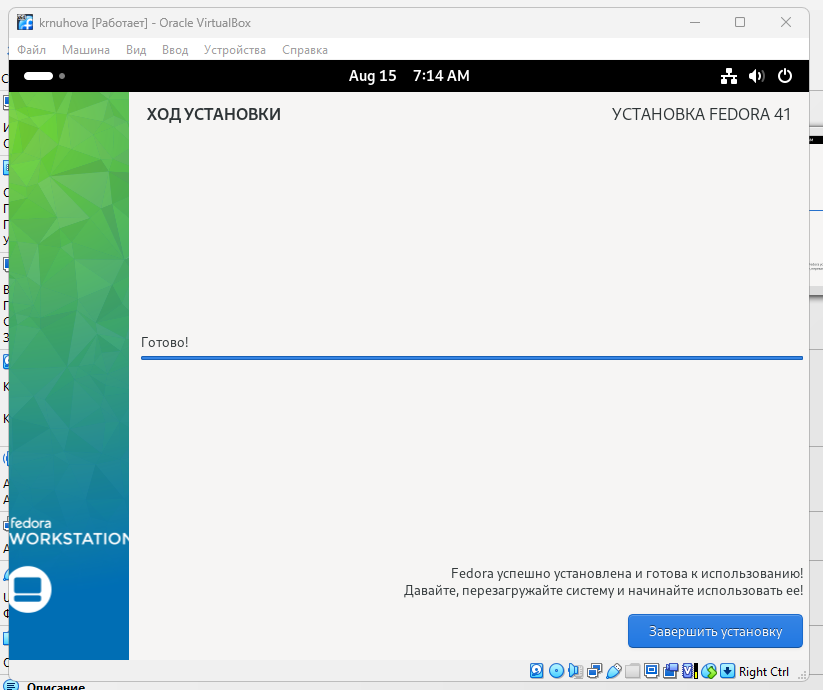 krnuhova [Работает] - Oracle VirtualBox
Файл Машина Вид Ввод Устройства Справка
Aug 15 7:14 AM
ХОД УСТАНОВКИ
УСТАНОВКА FEDORA 41
Готово!
fedora
WORKSTATION
Fedora успешно установлена и готова к использованию!
Давайте, перезагружайте систему и начинайте использовать ее!
Завершить установку
Right Ctrl
Описание